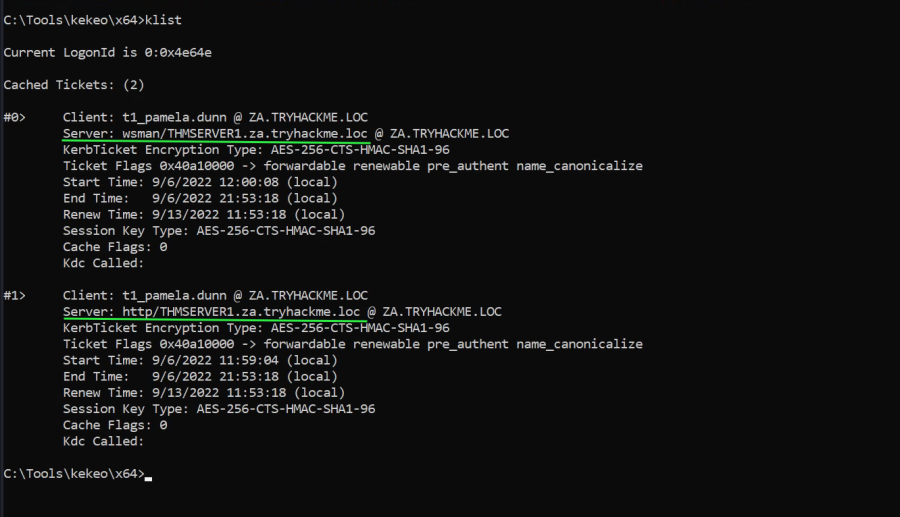 C:\Tools\kekeo\x64>klist
Current LogonId is 0:0x4e64e
Cached Tickets: (2)
#0> Client: t1_pamela.dunn @ ZA.TRYHACKME.LOC
Server: wsman/THMSERVER1.za.tryhackme.loc @ ZA.TRYHACKME.LOC
KerbTicket Encryption Type: AES-256-CTS-HMAC-SHA1-96
Ticket Flags 0x40a10000 -> forwardable renewable pre_authent name_canonicalize
Start Time: 9/6/2022 12:00:08 (local)
End Time: 9/6/2022 21:53:18 (local)
Renew Time: 9/13/2022 11:53:18 (local)
Session Key Type: AES-256-CTS-HMAC-SHA1-96
Cache Flags: 0
Kdc Called:
#1> Client: t1_pamela.dunn @ ZA.TRYHACKME.LOC
Server: http/THMSERVER1.za.tryhackme.loc @ ZA.TRYHACKME.LOC
KerbTicket Encryption Type: AES-256-CTS-HMAC-SHA1-96
Ticket Flags 0x40a10000 -> forwardable renewable pre_authent name_canonicalize
Start Time: 9/6/2022 11:59:04 (local)
End Time: 9/6/2022 21:53:18 (local)
Renew Time: 9/13/2022 11:53:18 (local)
Session Key Type: AES-256-CTS-HMAC-SHA1-96
Cache Flags: 0
Kdc Called:
C:\Tools\kekeo\x64>